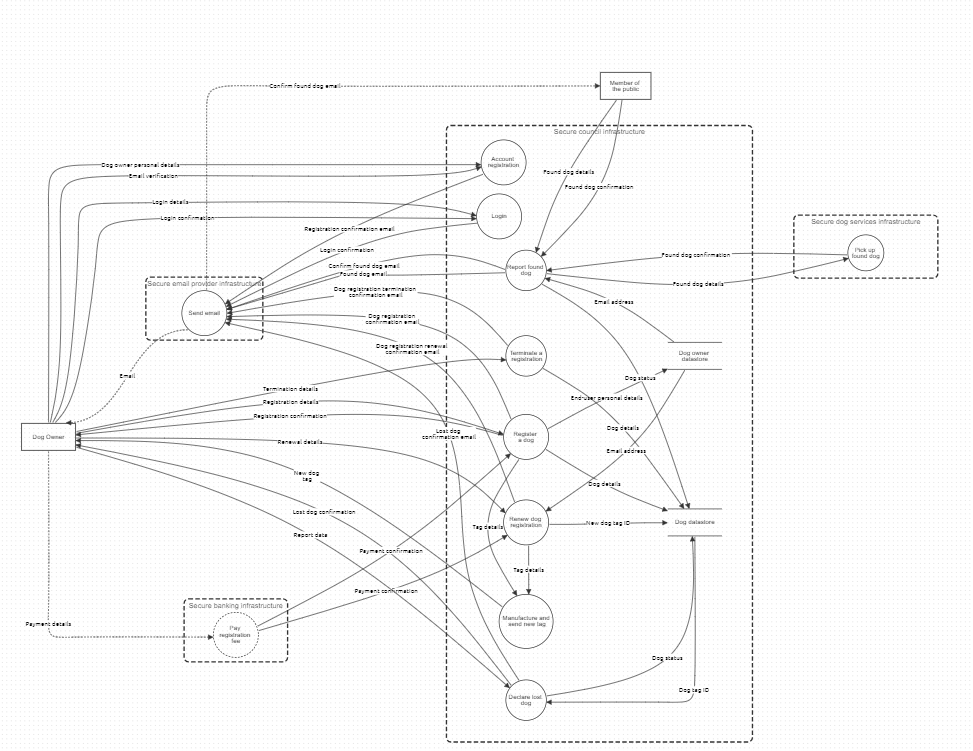 Confirm found dog email
Member of
the public
Secure council infrastructure
Account
registration
Dog owner personal details
Email verification
Found dog details
Found dog confirmation
Login details
Login confirmation
Login
Secure dog services infrastructure
Registration confirmation email
Login confirmation
Pick up
found dog
Found dog confirmation
Confirm found dog email
Found dog email
Report found
dog
Found dog details
Secure email provider infrastructure
Send email
Dog registration termination
confirmation email
Email address
Dog registration
confirmation email
Dog registration renewal
confirmation email
Terminate a
registration
Dog owner
datastore
Email
Dog status
Termination details
End-user personal details
Registration details
Registration confirmation
Dog details
Dog Owner
Lost dog
confirmation email
Register
a dog
Renewal details
Email address
New dog
tag
Dog details
Lost dog confirmation
Renew dog
registration
New dog tag ID
Dog datastore
Tag details
Report data
Payment confirmation
Tag details
Payment confirmation
Secure banking infrastructure
Payment details
Pay
registration
fee
Manufacture and
send new tag
Dog status
Dog tag ID
Declare lost
dog